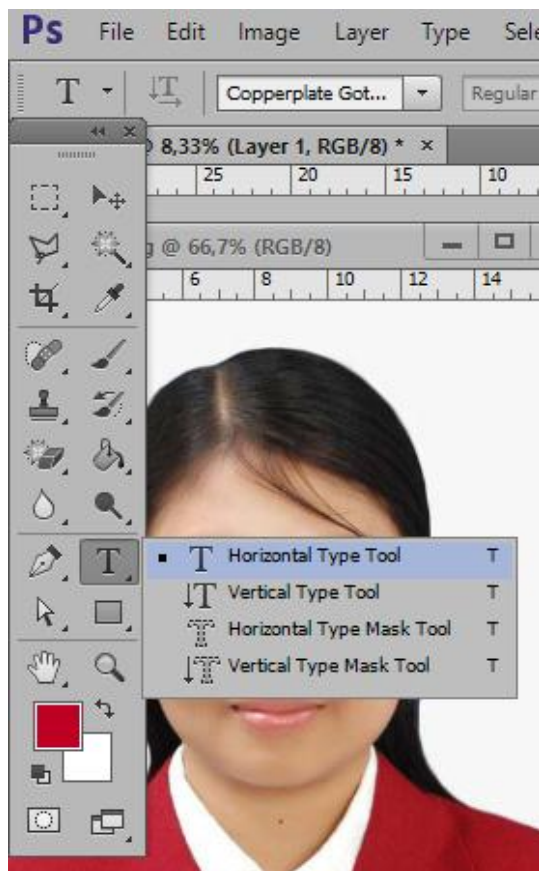 Ps File Edit Image Layer Type Sele
T Copperplate Got... Regular
@ 8,33% (Layer 1, RGB/8) * ×
25 20 15 10
g @ 66,7% (RGB/8)
6 8 10 12 14
T Horizontal Type Tool T
T Vertical Type Tool T
T Horizontal Type Mask Tool T
T Vertical Type Mask Tool T